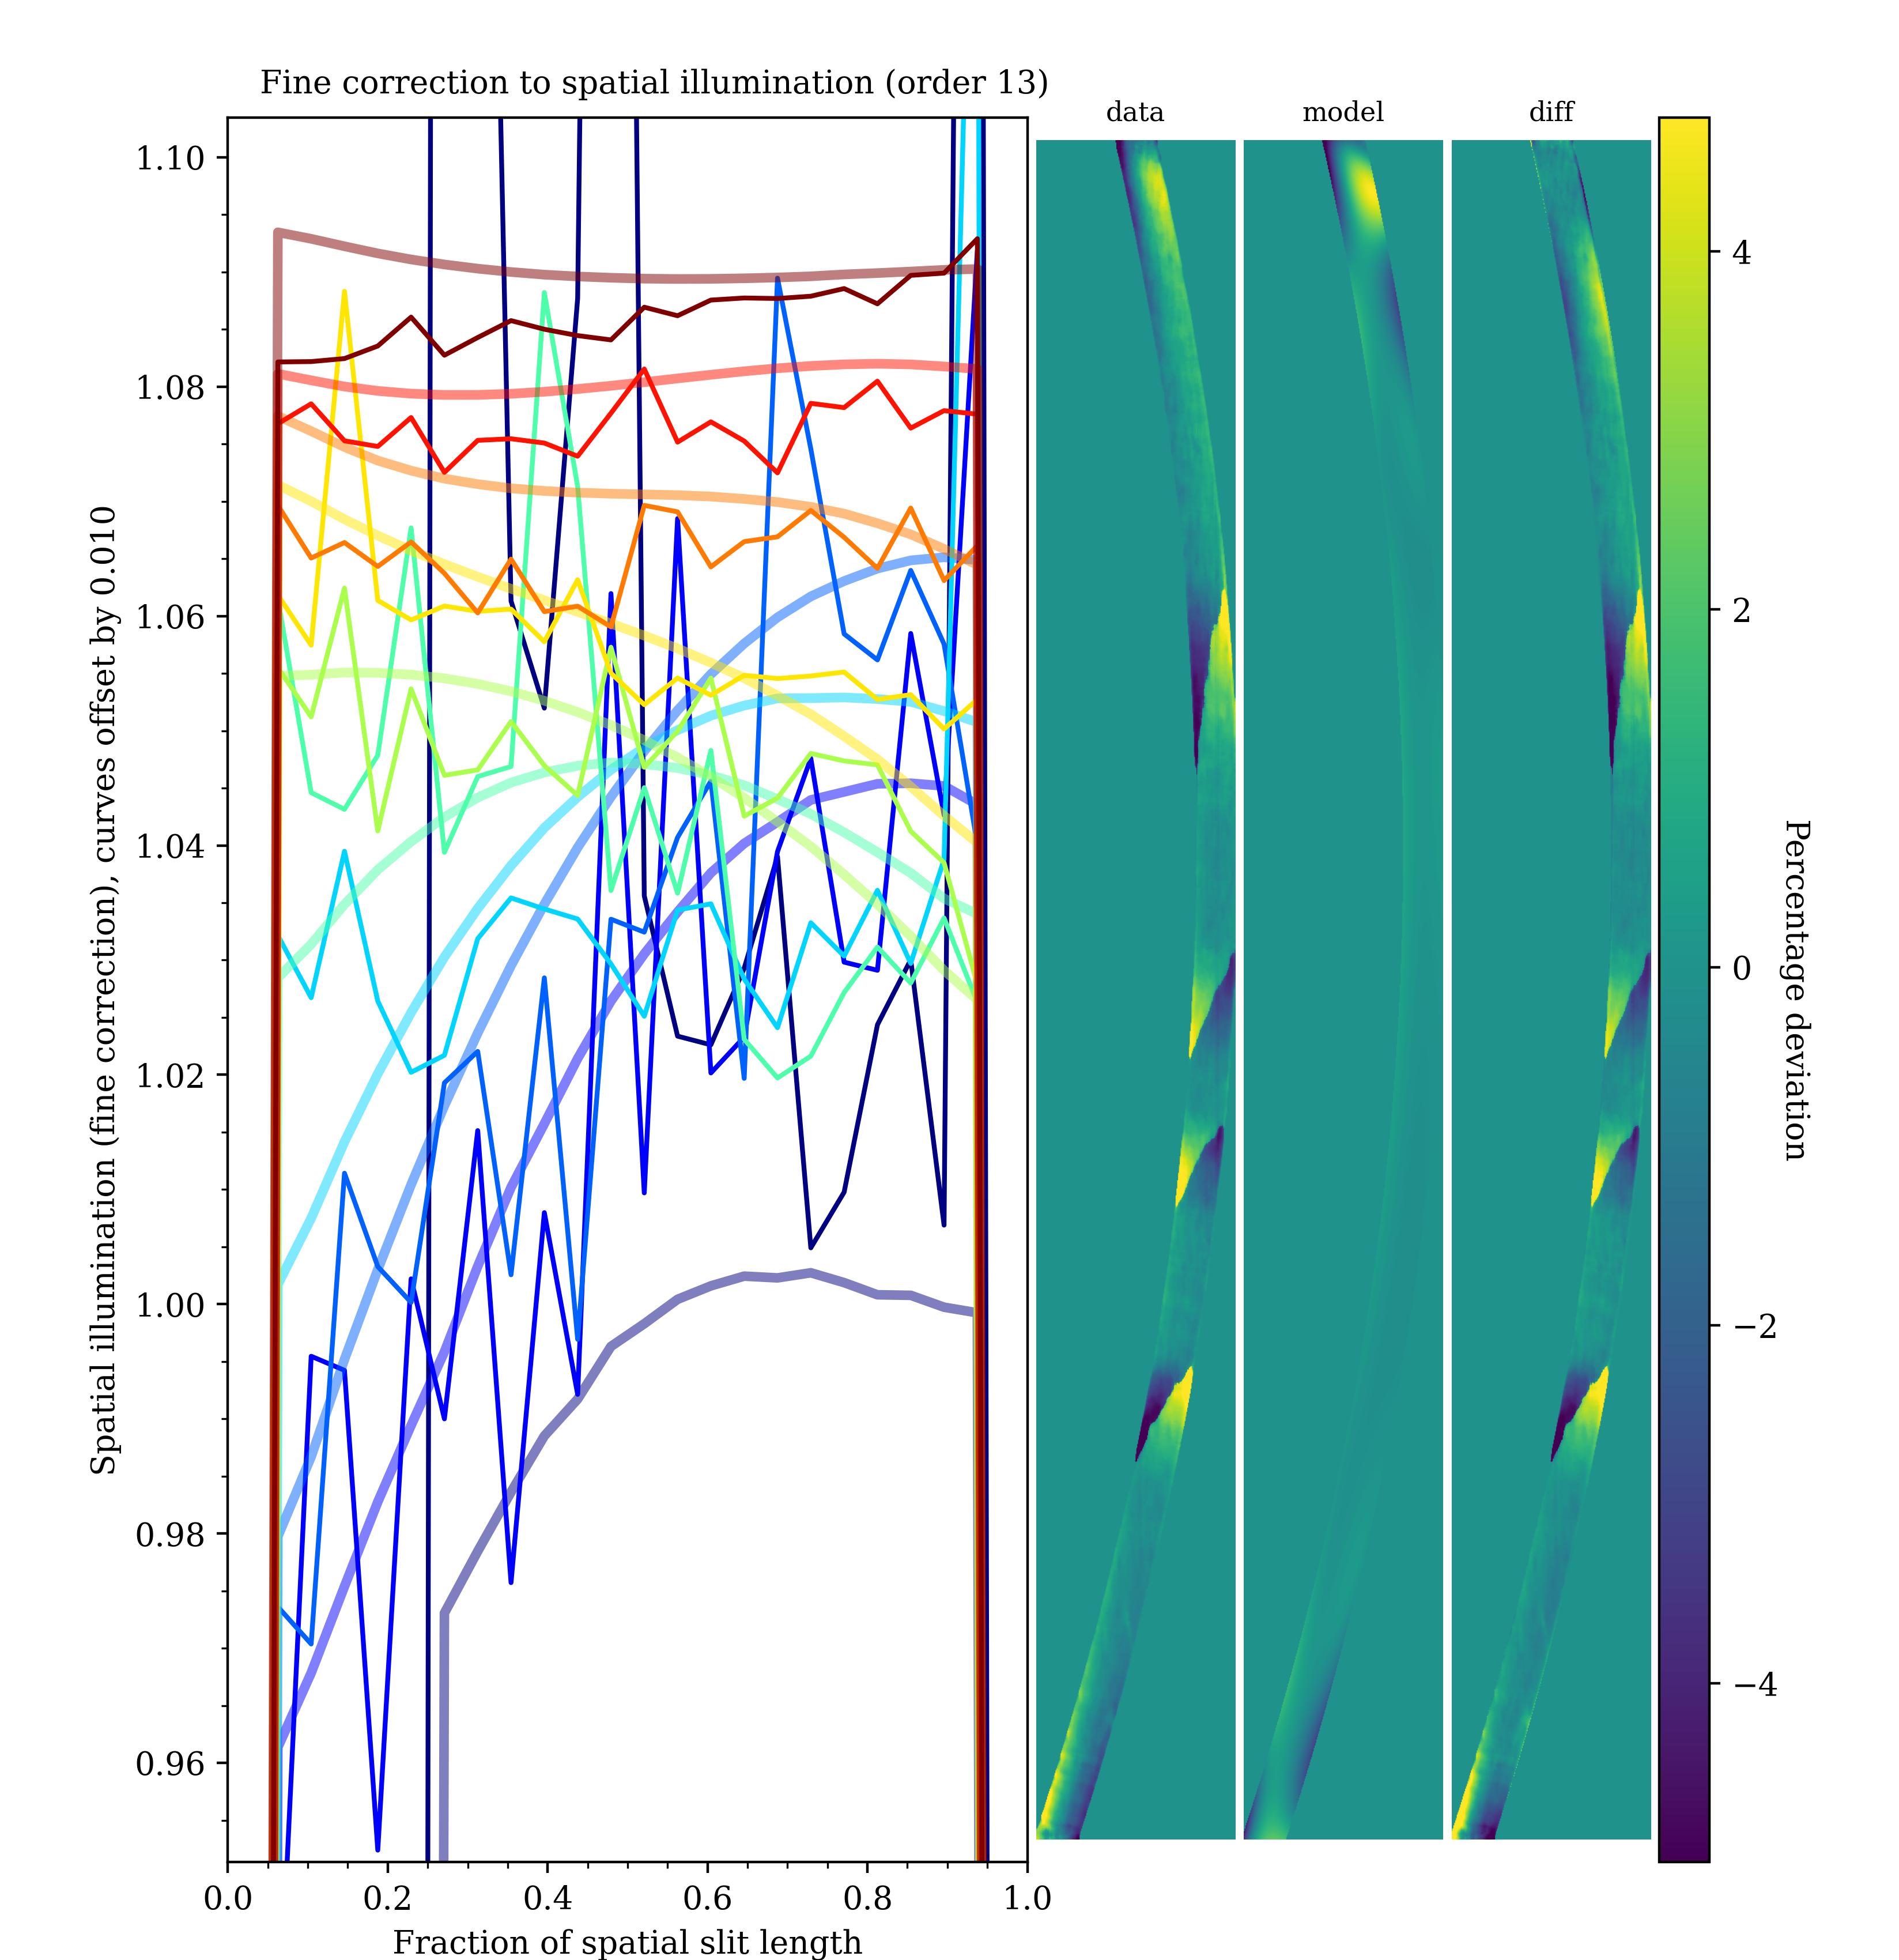 Fine correction to spatial illumination (order 13)
data
model
diff
1.10
1.08
1.06
1.04
1.02
1.00
0.98
0.96
Spatial illumination (fine correction), curves offset by 0.010
0.0
0.2
0.4
0.6
0.8
1.0
Fraction of spatial slit length
4
2
0
−2
−4
Percentage deviation